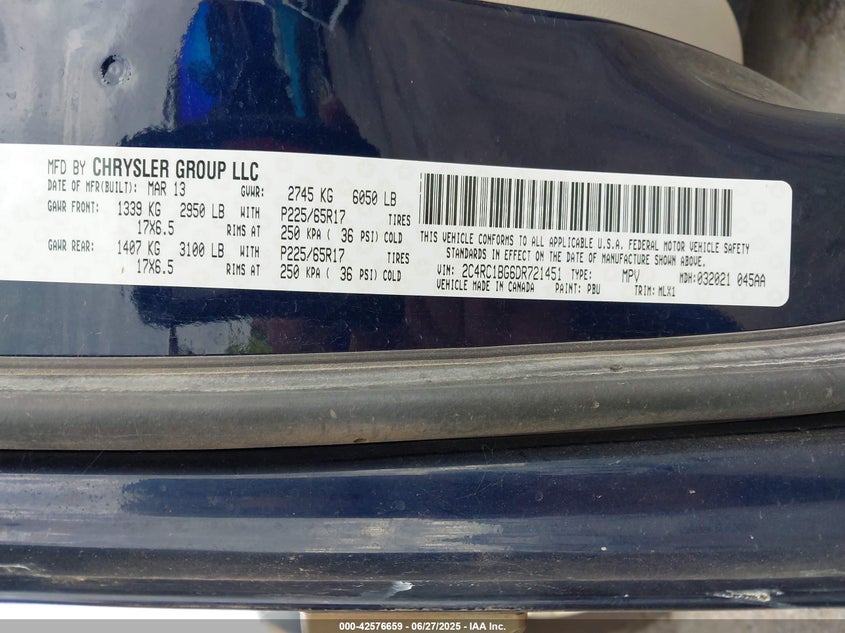 MFD BY CHRYSLER GROUP LLC
DATE OF MFR(BUILT): MAR 13 GVWR: 2745 KG 6050 LB
GAWR FRONT: 1339 KG 2950 LB WITH P225/65R17 TIRES
17X6.5 RIMS AT 250 KPA ( 36 PSI) COLD
GAWR REAR: 1407 KG 3100 LB WITH P225/65R17 TIRES
17X6.5 RIMS AT 250 KPA ( 36 PSI) COLD
THIS VEHICLE CONFORMS TO ALL APPLICABLE U.S.A. FEDERAL MOTOR VEHICLE SAFETY
STANDARDS IN EFFECT ON THE DATE OF MANUFACTURE SHOWN ABOVE
VIN: 2C4RC1BG6DR721451 TYPE: MPV MDH:032021 045AA
VEHICLE MADE IN CANADA PAINT: PBU TRIM: MLX1
000-42576659 - 06/27/2025 - IAA Inc.